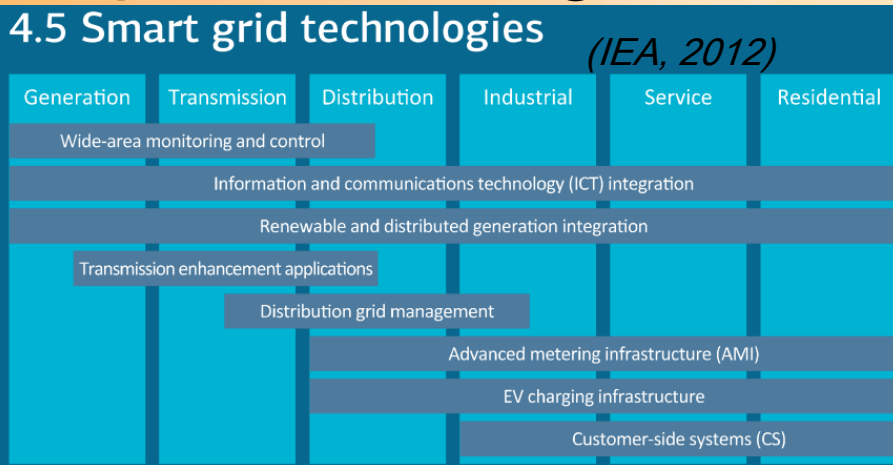 4.5 Smart grid technologies
(IEA, 2012)
Generation Transmission Distribution Industrial Service Residential
Wide-area monitoring and control
Information and communications technology (ICT) integration
Renewable and distributed generation integration
Transmission enhancement applications
Distribution grid management
Advanced metering infrastructure (AMI)
EV charging infrastructure
Customer-side systems (CS)